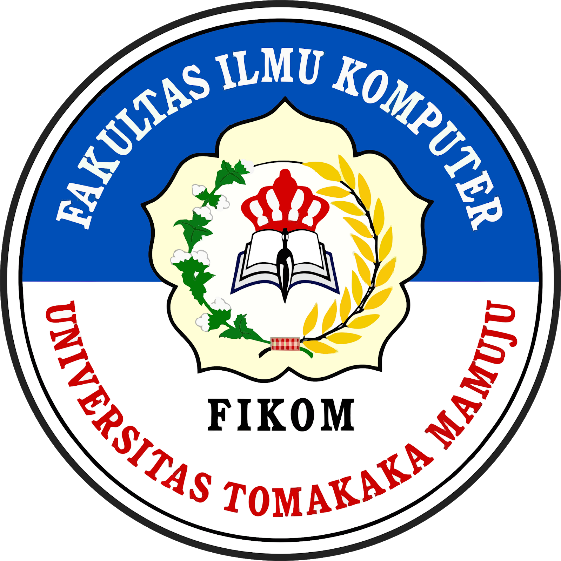 FAKULTAS ILMU KOMPUTER
FIKOM
UNIVERSITAS TOMAKAKA MAMUJU